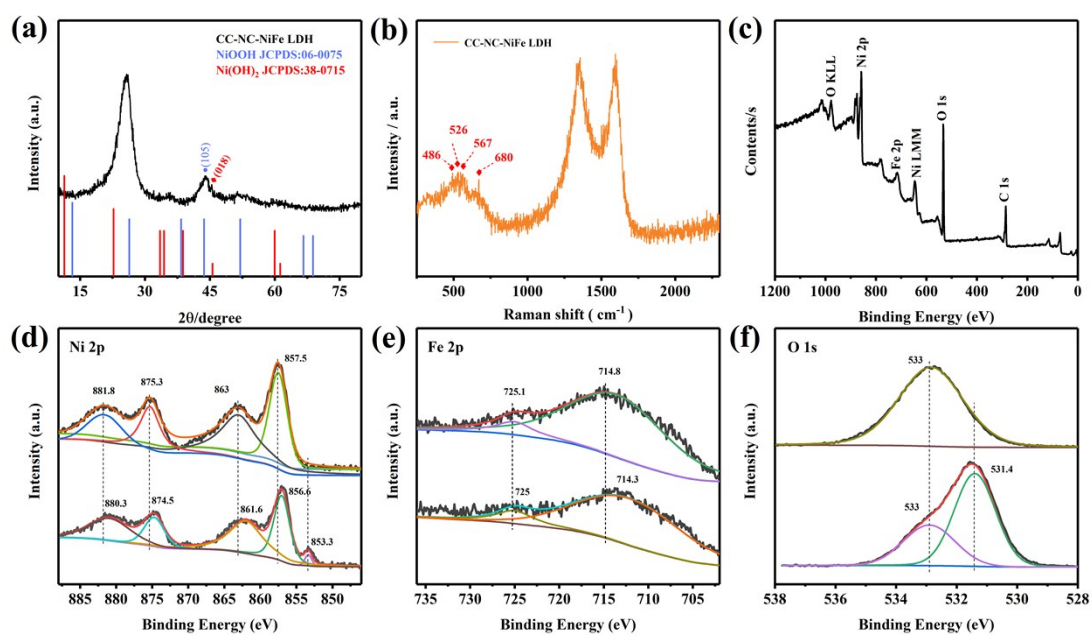 (a)
CC-NC-NiFe LDH
NiOOH JCPDS:06-0075
Ni(OH)₂ JCPDS:38-0715
(105)
(018)
Intensity (a.u.)
15 30 45 60 75
2θ/degree
(b)
CC-NC-NiFe LDH
486
526
567
680
Intensity / a.u.
500 1000 1500 2000
Raman shift ( cm⁻¹)
(c)
O KLL
Ni 2p
Fe 2p
Ni LMM
O 1s
C 1s
Contents/s
1200 1000 800 600 400 200 0
Binding Energy (eV)
(d)
Ni 2p
881.8
875.3
863
857.5
880.3
874.5
861.6
856.6
853.3
Intensity (a.u.)
885 880 875 870 865 860 855 850
Binding Energy (eV)
(e)
Fe 2p
725.1
714.8
725
714.3
Intensity (a.u.)
735 728 721 714 707
Binding Energy (eV)
(f)
O 1s
533
533
531.4
Intensity (a.u.)
538 536 534 532 530 528
Binding Energy (eV)